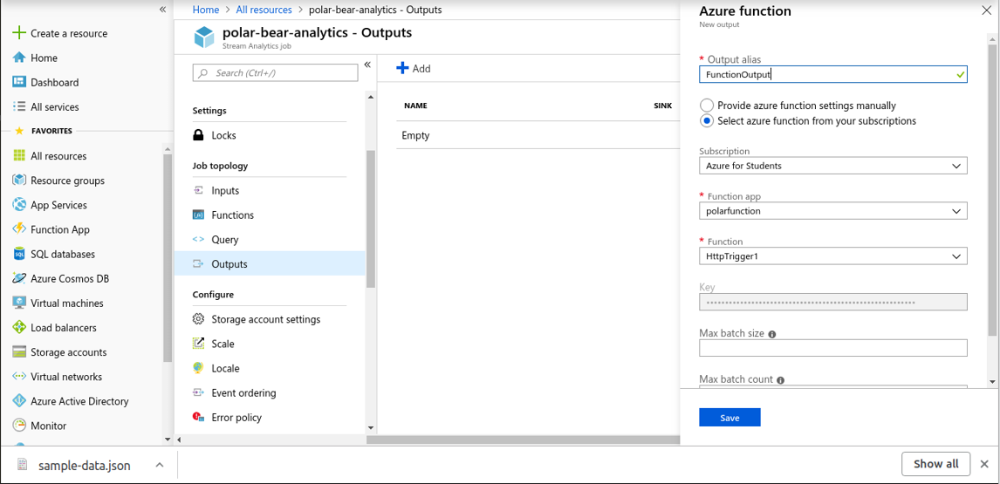 Home > All resources > polar-bear-analytics - Outputs
Create a resource
Home
Dashboard
All services
FAVORITES
All resources
Resource groups
App Services
Function App
SQL databases
Azure Cosmos DB
Virtual machines
Load balancers
Storage accounts
Virtual networks
Azure Active Directory
Monitor
polar-bear-analytics - Outputs
Stream Analytics job
Search (Ctrl+/)
Settings
Locks
Job topology
Inputs
Functions
Query
Outputs
Configure
Storage account settings
Scale
Locale
Event ordering
Error policy
Add
NAME SINK
Empty
Azure function
New output
* Output alias
FunctionOutput
Provide azure function settings manually
Select azure function from your subscriptions
Subscription
Azure for Students
* Function app
polarfunction
* Function
HttpTrigger1
Key
Max batch size
Max batch count
Save
sample-data.json
Show all